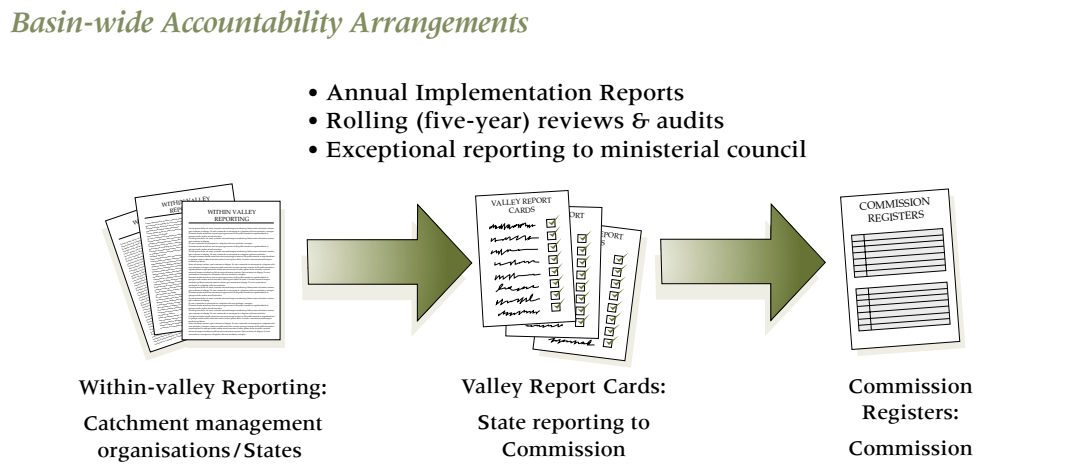 Basin-wide Accountability Arrangements
• Annual Implementation Reports
• Rolling (five-year) reviews & audits
• Exceptional reporting to ministerial council
WITHIN VALLEY
REPORTING
VALLEY REPORT
CARDS
COMMISSION
REGISTERS
Within-valley Reporting:
Catchment management
organisations/States
Valley Report Cards:
State reporting to
Commission
Commission
Registers:
Commission